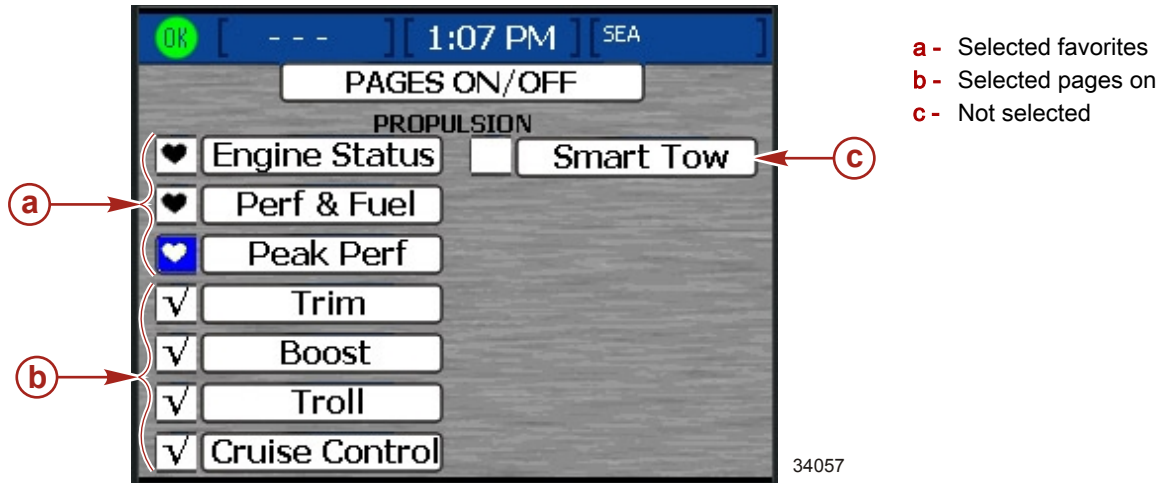 OK [ - - - ] [ 1:07 PM ] [ SEA ]
PAGES ON/OFF
PROPULSION
Engine Status
Smart Tow
Perf & Fuel
Peak Perf
√ Trim
√ Boost
√ Troll
√ Cruise Control
a
b
c
a - Selected favorites
b - Selected pages on
c - Not selected
34057